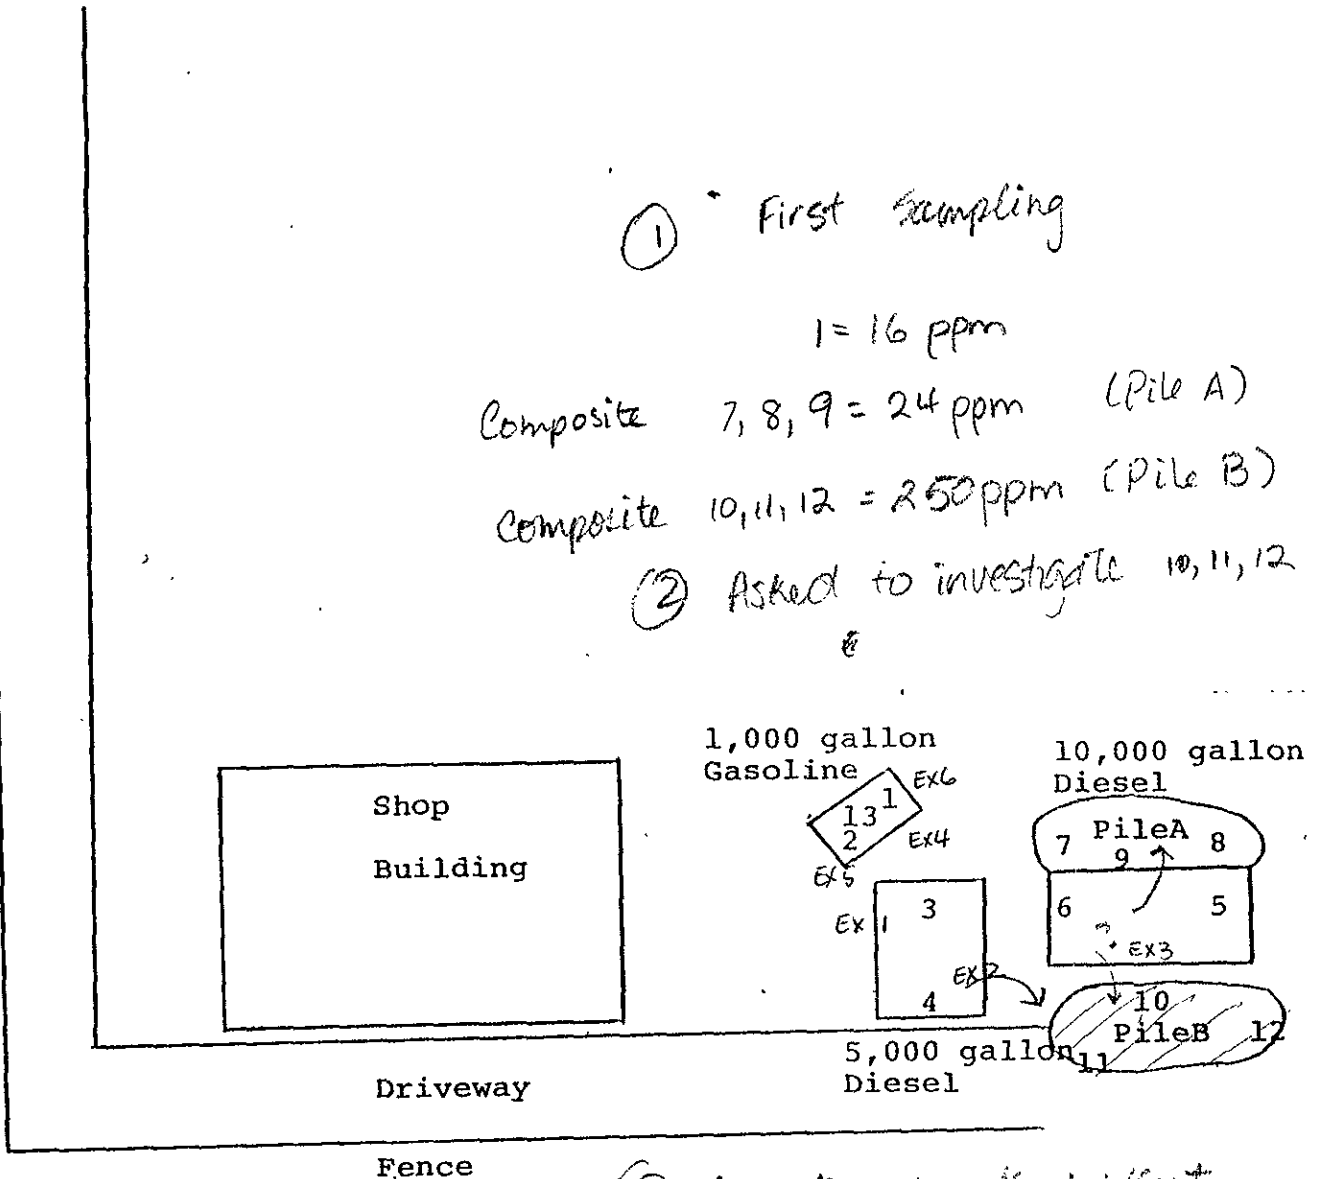 ① First Sampling
1 = 16 ppm
Composite 7, 8, 9 = 24 ppm (Pile A)
Composite 10, 11, 12 = 250 ppm (Pile B)
② Asked to investigate 10, 11, 12
1,000 gallon
Gasoline
10,000 gallon
Diesel
Shop
Building
Ex6
1
13
2
Ex4
Ex5
PileA
7
8
9
6
5
Ex3
Ex 1
3
Ex 2
4
10
PileB
12
11
5,000 gallon
Diesel
Driveway
Fence